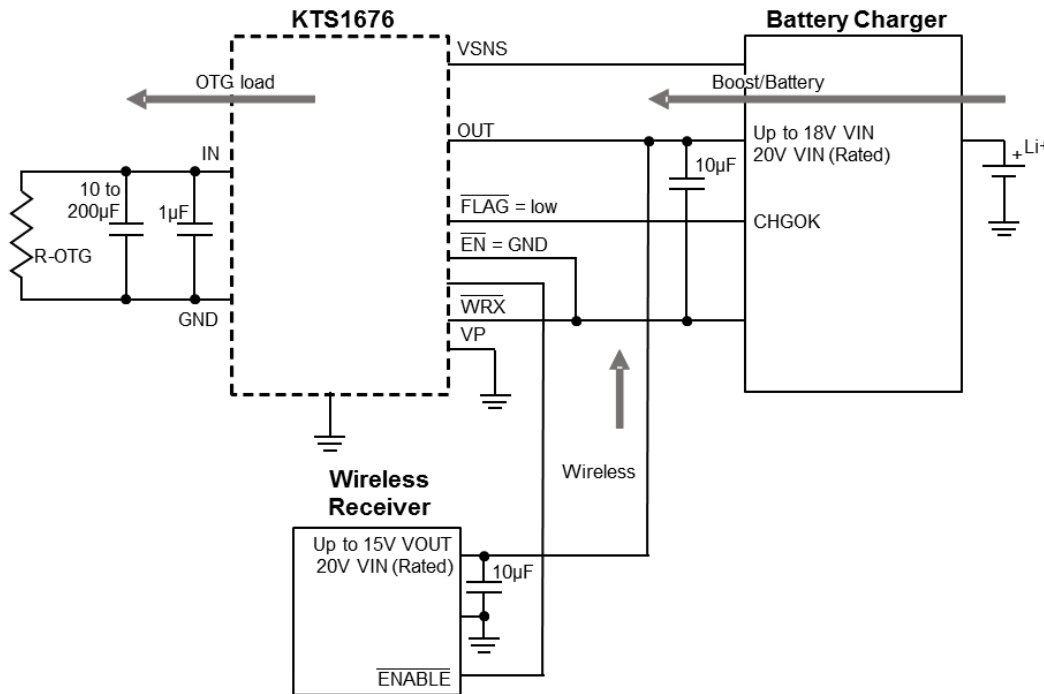 KTS1676
Battery Charger
VSNS
OTG load
Boost/Battery
OUT
Up to 18V VIN
20V VIN (Rated)
Li+
+
IN
10µF
10 to
200µF
1µF
FLAG = low
CHGOK
R-OTG
EN = GND
WRX
GND
VP
Wireless
Wireless
Receiver
Up to 15V VOUT
20V VIN (Rated)
10µF
ENABLE